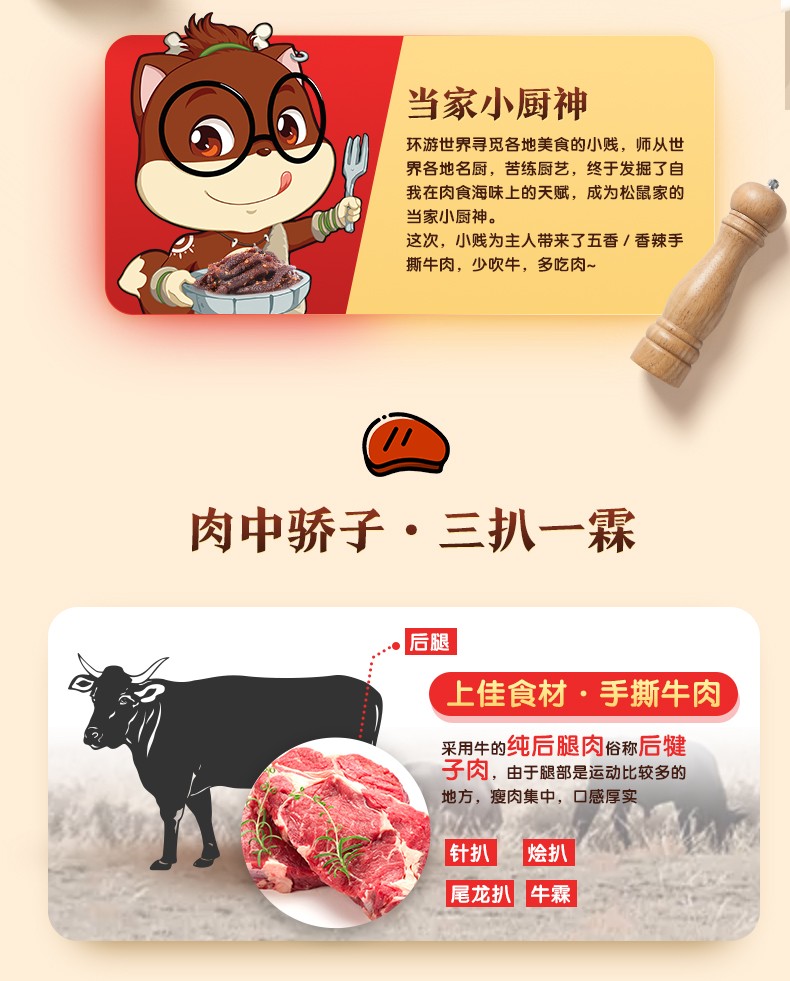 当家小厨神
环游世界寻觅各地美食的小贱，师从世
界各地名厨，苦练厨艺，终于发掘了自
我在肉食海味上的天赋，成为松鼠家的
当家小厨神。
这次，小贱为主人带来了五香/香辣手
撕牛肉，少吹牛，多吃肉~
肉中骄子·三扒一霖
后腿
上佳食材·手撕牛肉
采用牛的纯后腿肉俗称后犍
子肉，由于腿部是运动比较多的
地方，瘦肉集中，口感厚实
针扒 烩扒
尾龙扒 牛霖